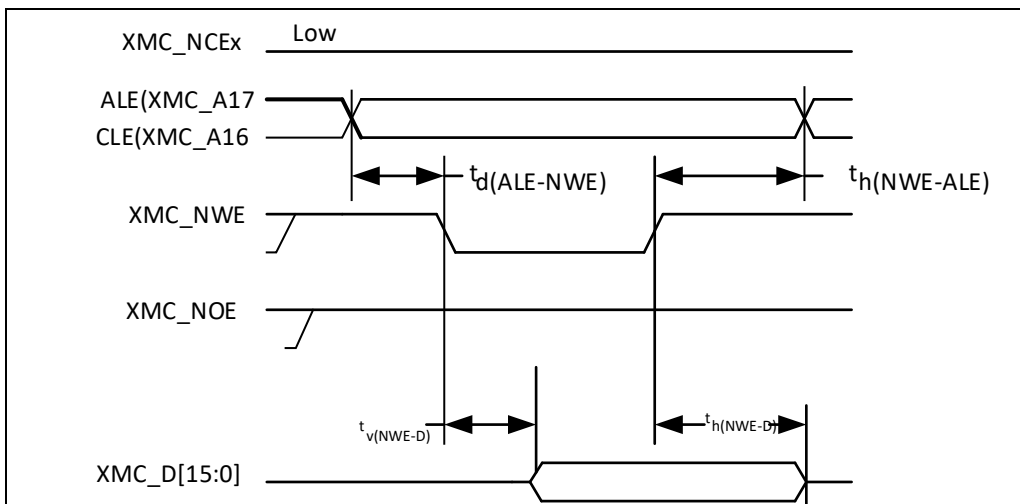 XMC_NCEx
Low
ALE(XMC_A17
CLE(XMC_A16
td(ALE-NWE)
th(NWE-ALE)
XMC_NWE
XMC_NOE
tv(NWE-D)
th(NWE-D)
XMC_D[15:0]